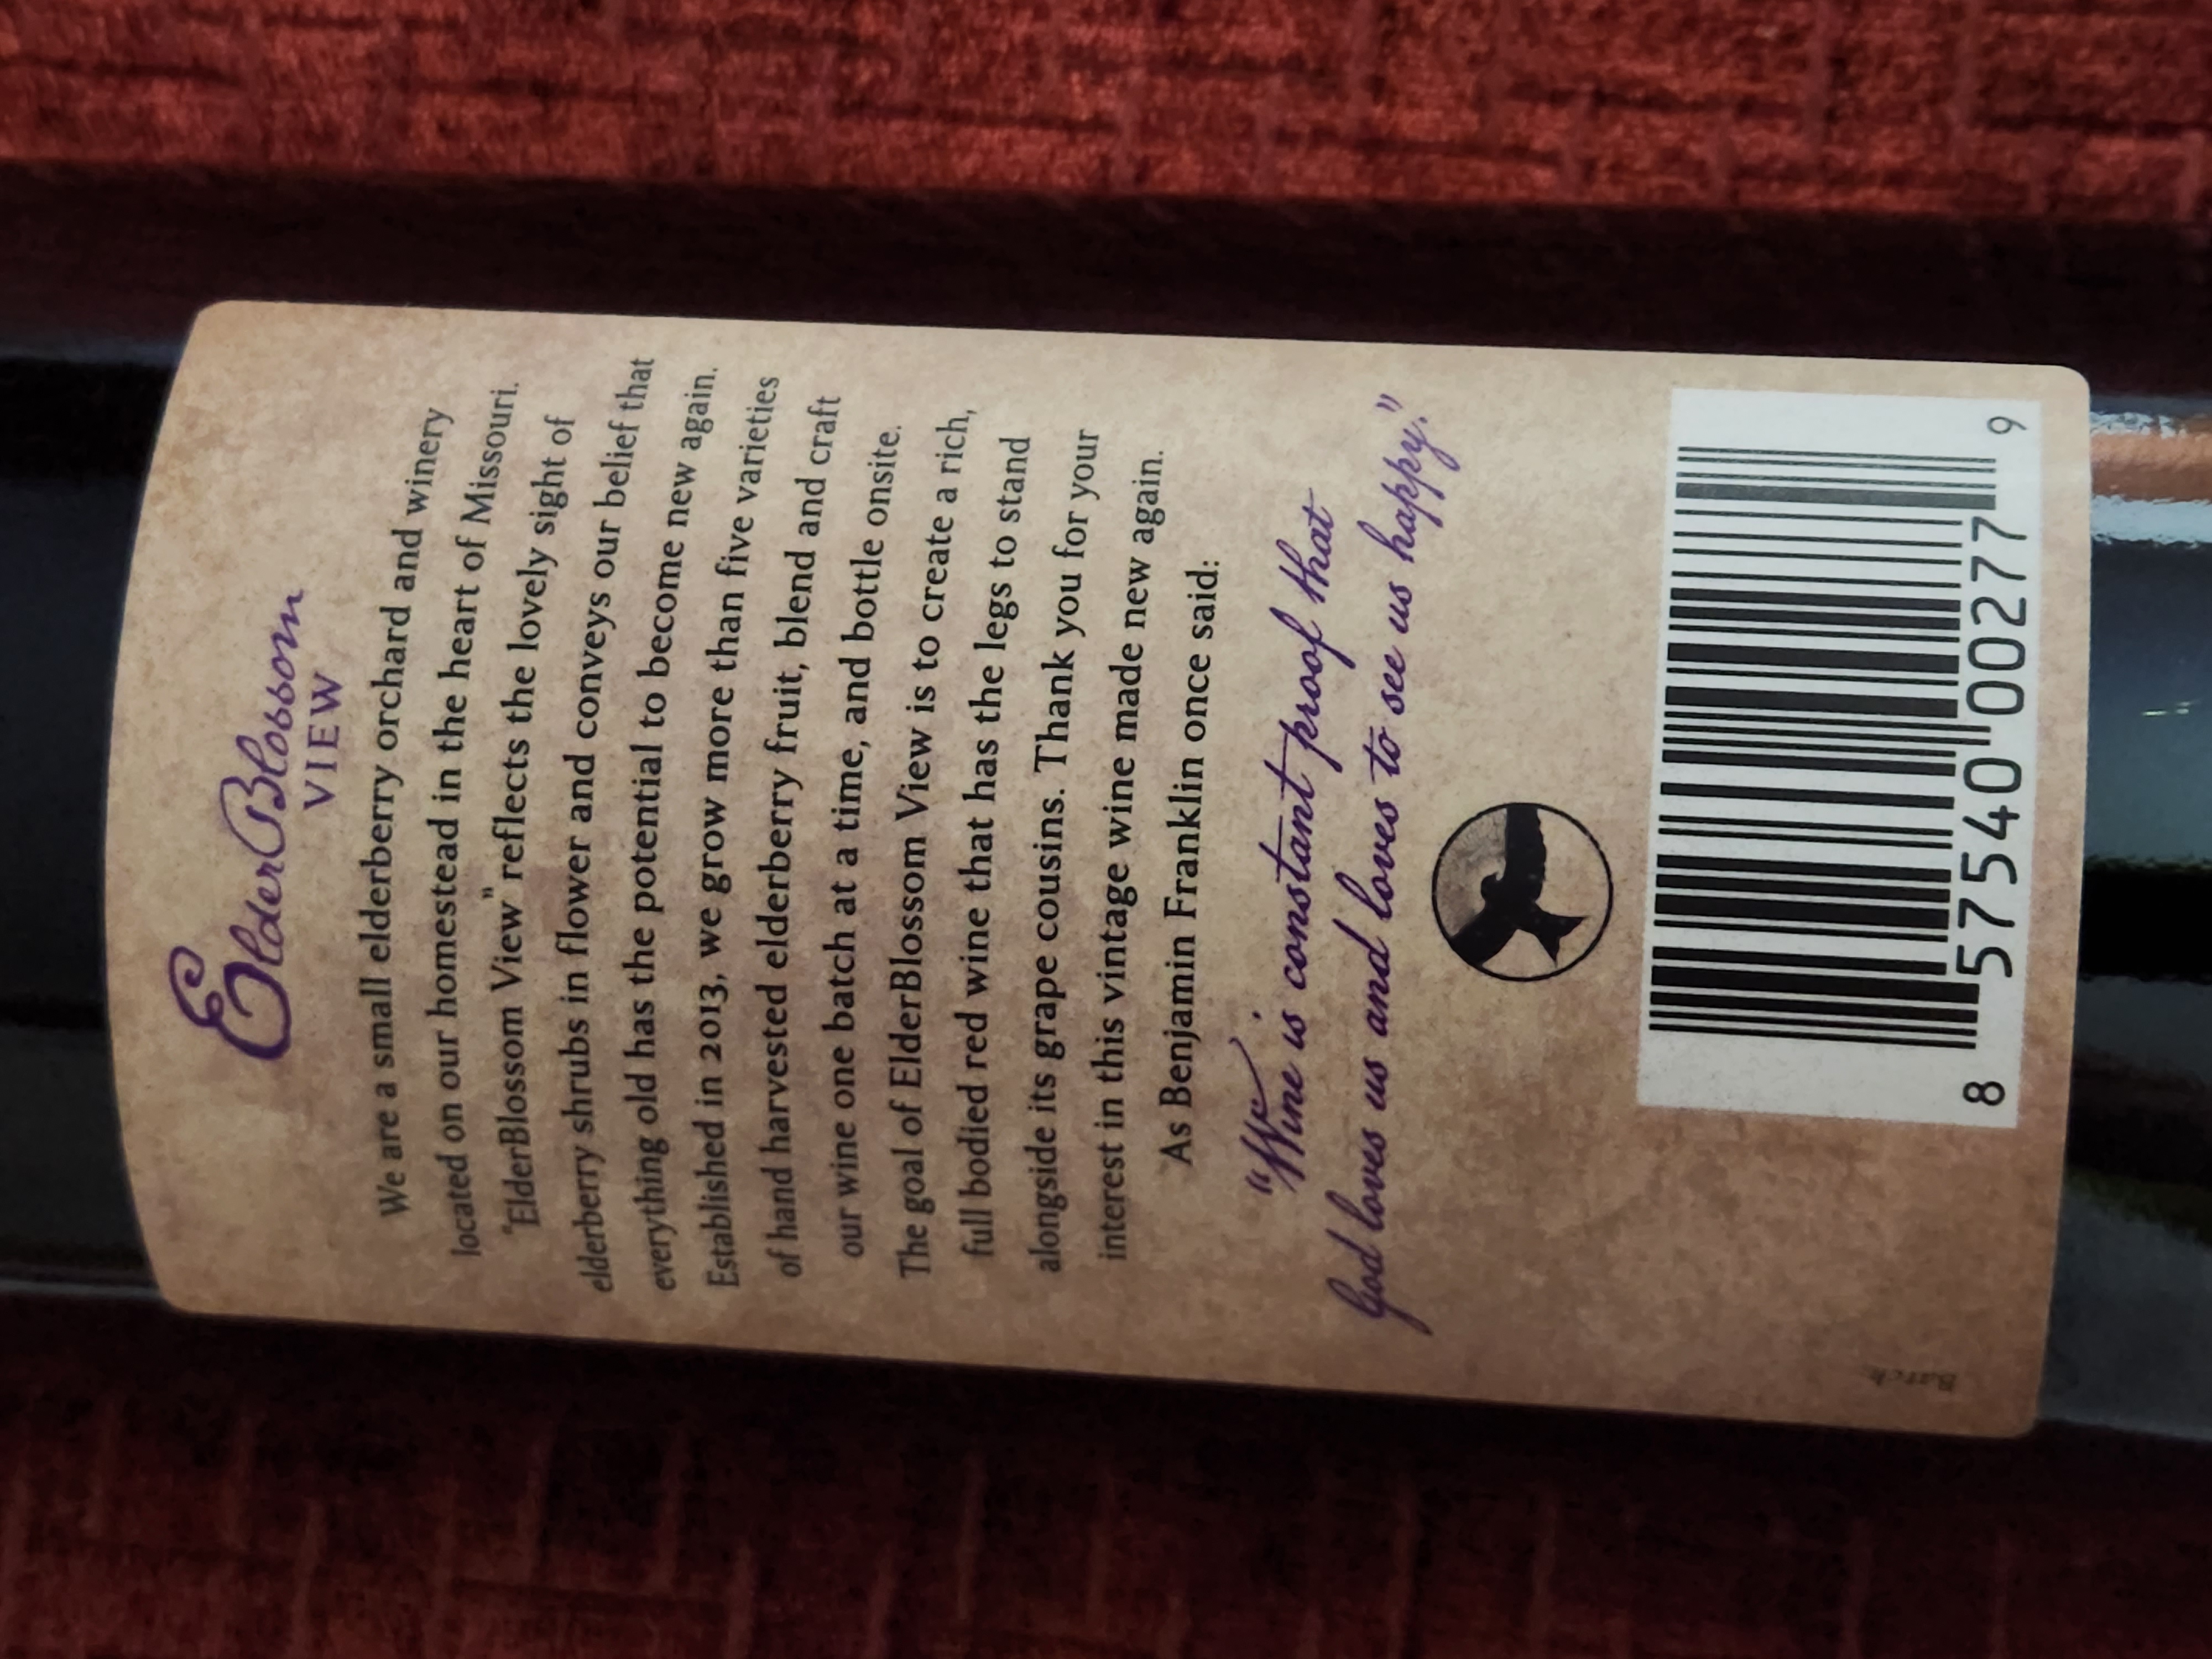 ElderBlossom
VIEW
We are a small elderberry orchard and winery
located on our homestead in the heart of Missouri.
"ElderBlossom View" reflects the lovely sight of
elderberry shrubs in flower and conveys our belief that
everything old has the potential to become new again.
Established in 2013, we grow more than five varieties
of hand harvested elderberry fruit, blend and craft
our wine one batch at a time, and bottle onsite.
The goal of ElderBlossom View is to create a rich,
full bodied red wine that has the legs to stand
alongside its grape cousins. Thank you for your
interest in this vintage wine made new again.
As Benjamin Franklin once said:
"Wine is constant proof that
God loves us and loves to see us happy."
8 57540 00277 9
Batch